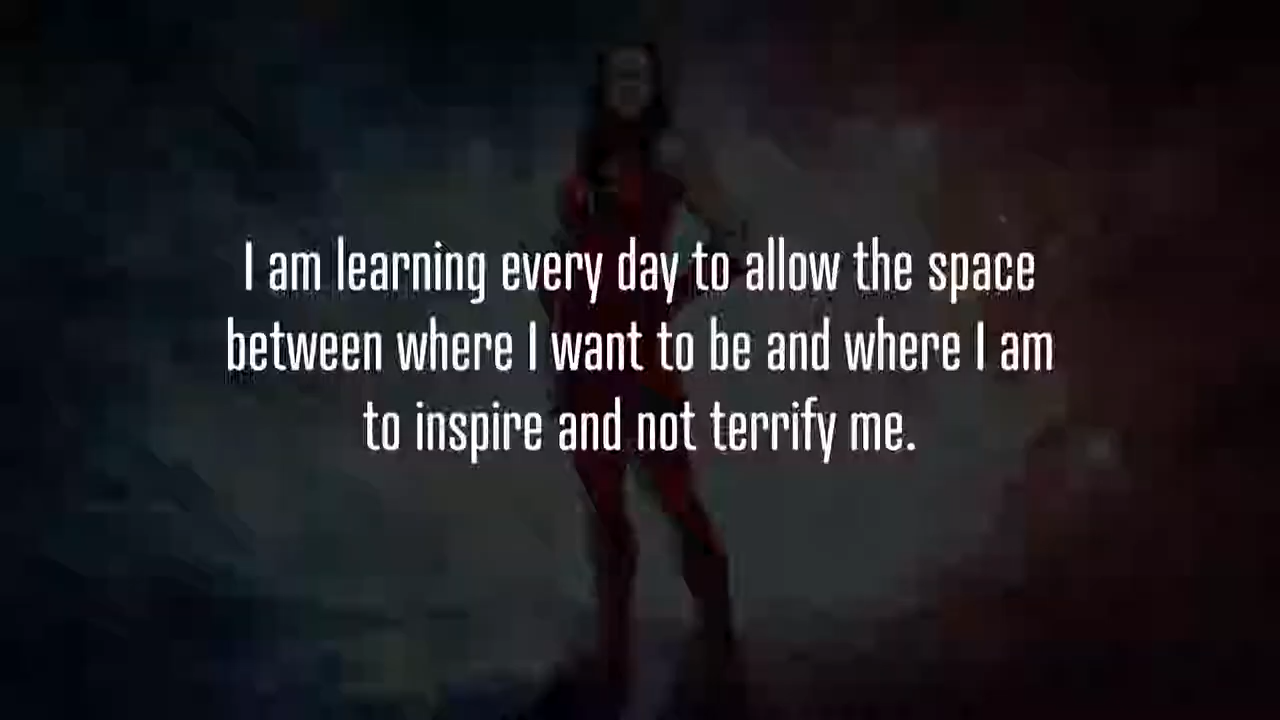 I am learning every day to allow the space
between where I want to be and where I am
to inspire and not terrify me.